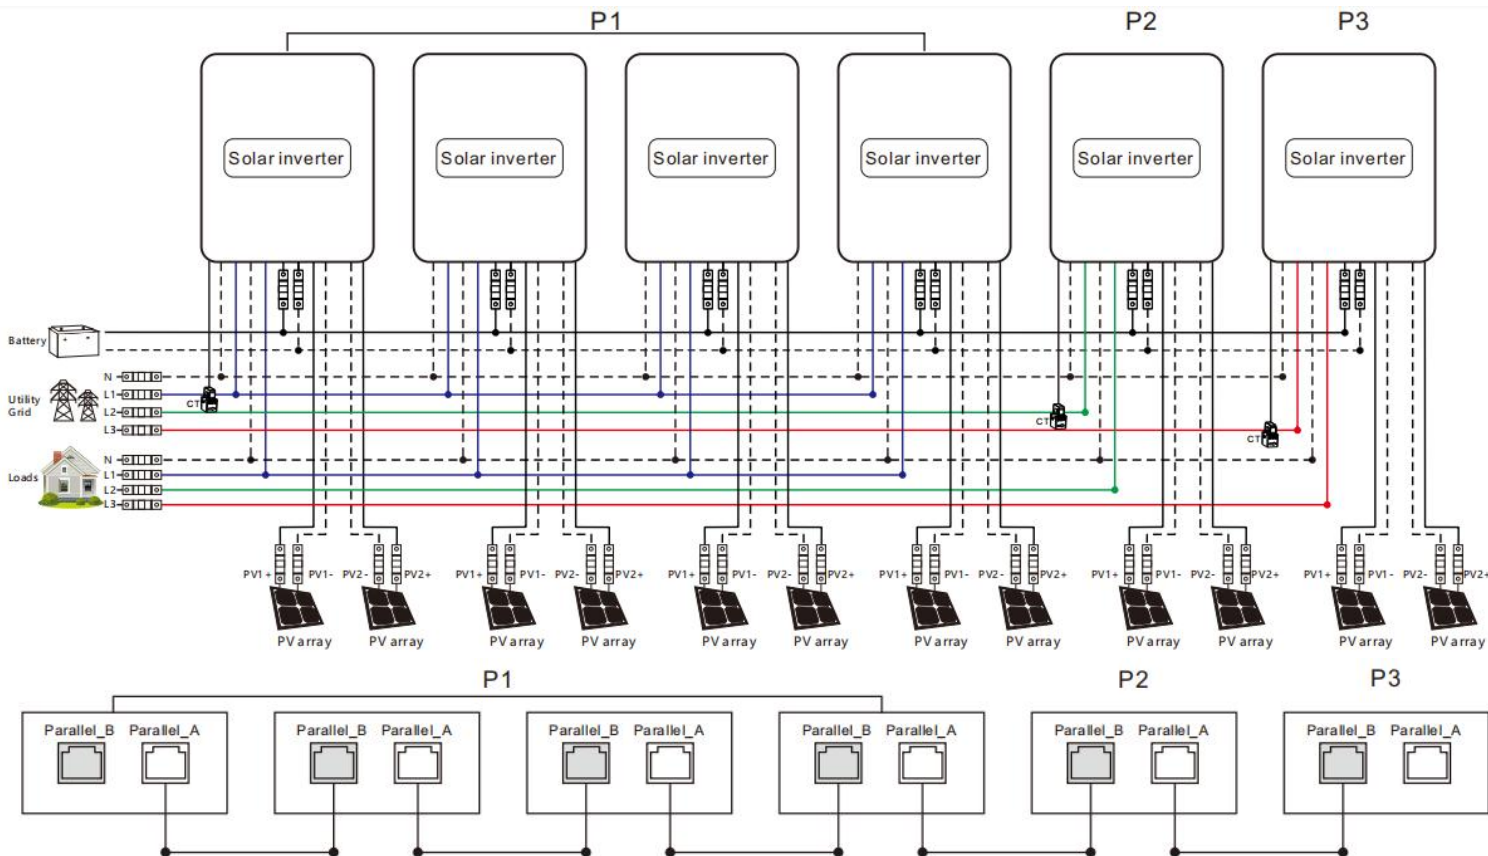 P1 P2 P3
Solar inverter Solar inverter Solar inverter Solar inverter Solar inverter Solar inverter
Battery
+ -
N
L1
Utility
Grid
CT
L2
CT
L3
CT
N
Loads
L1
L2
L3
PV1+ PV1- PV2- PV2+ PV1+ PV1- PV2- PV2+ PV1+ PV1- PV2- PV2+ PV1+ PV1- PV2- PV2+ PV1+ PV1- PV2- PV2+ PV1+ PV1- PV2- PV2+
PV array PV array PV array PV array PV array PV array PV array PV array PV array PV array PV array PV array
P1 P2 P3
Parallel_B Parallel_A Parallel_B Parallel_A Parallel_B Parallel_A Parallel_B Parallel_A Parallel_B Parallel_A Parallel_B Parallel_A